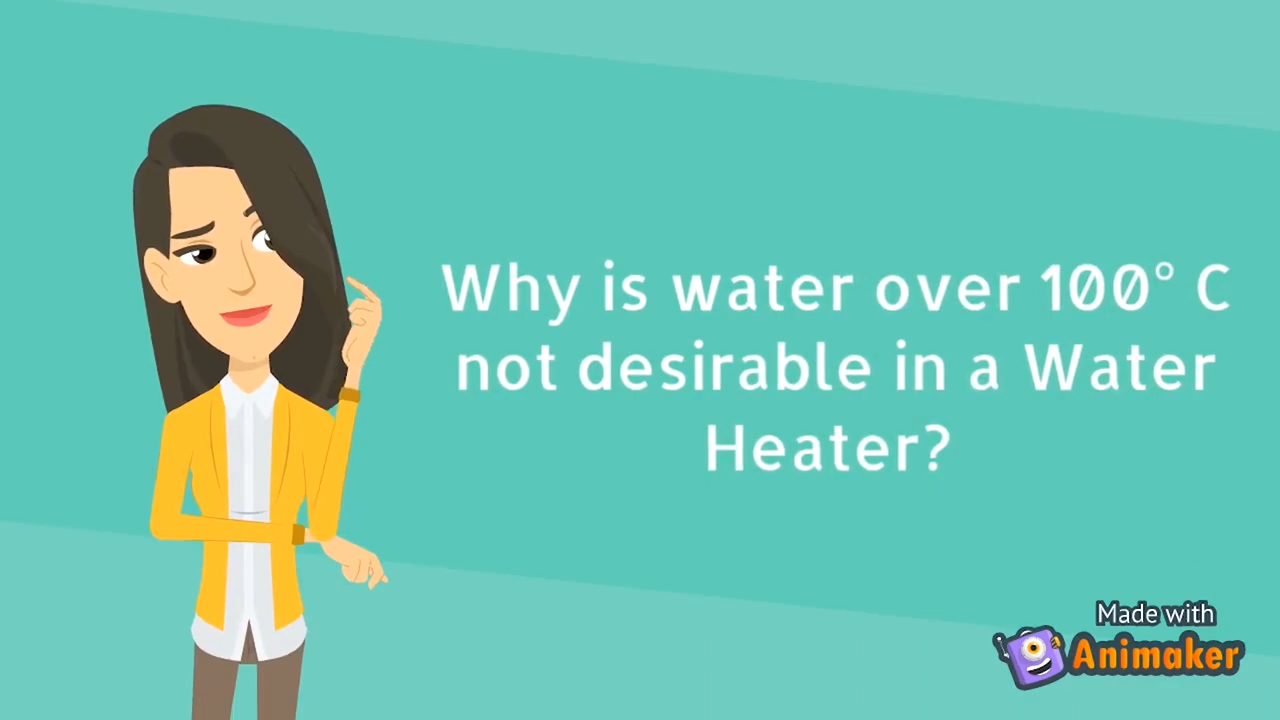 Why is water over 100° C
not desirable in a Water
Heater?
Made with
Animaker